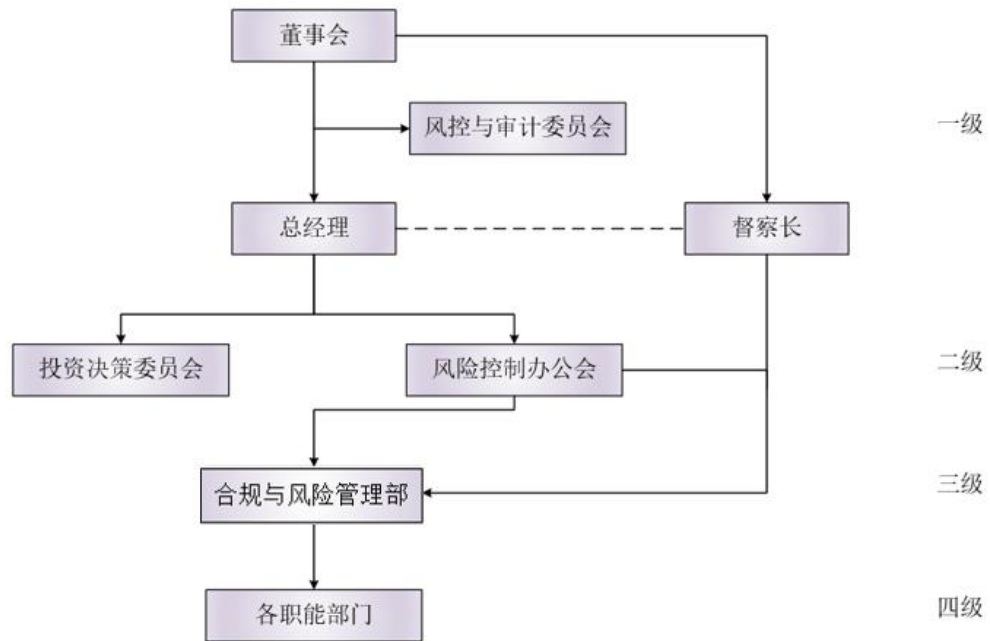 董事会
风控与审计委员会
一级
总经理
督察长
投资决策委员会
风险控制办公会
二级
合规与风险管理部
三级
各职能部门
四级